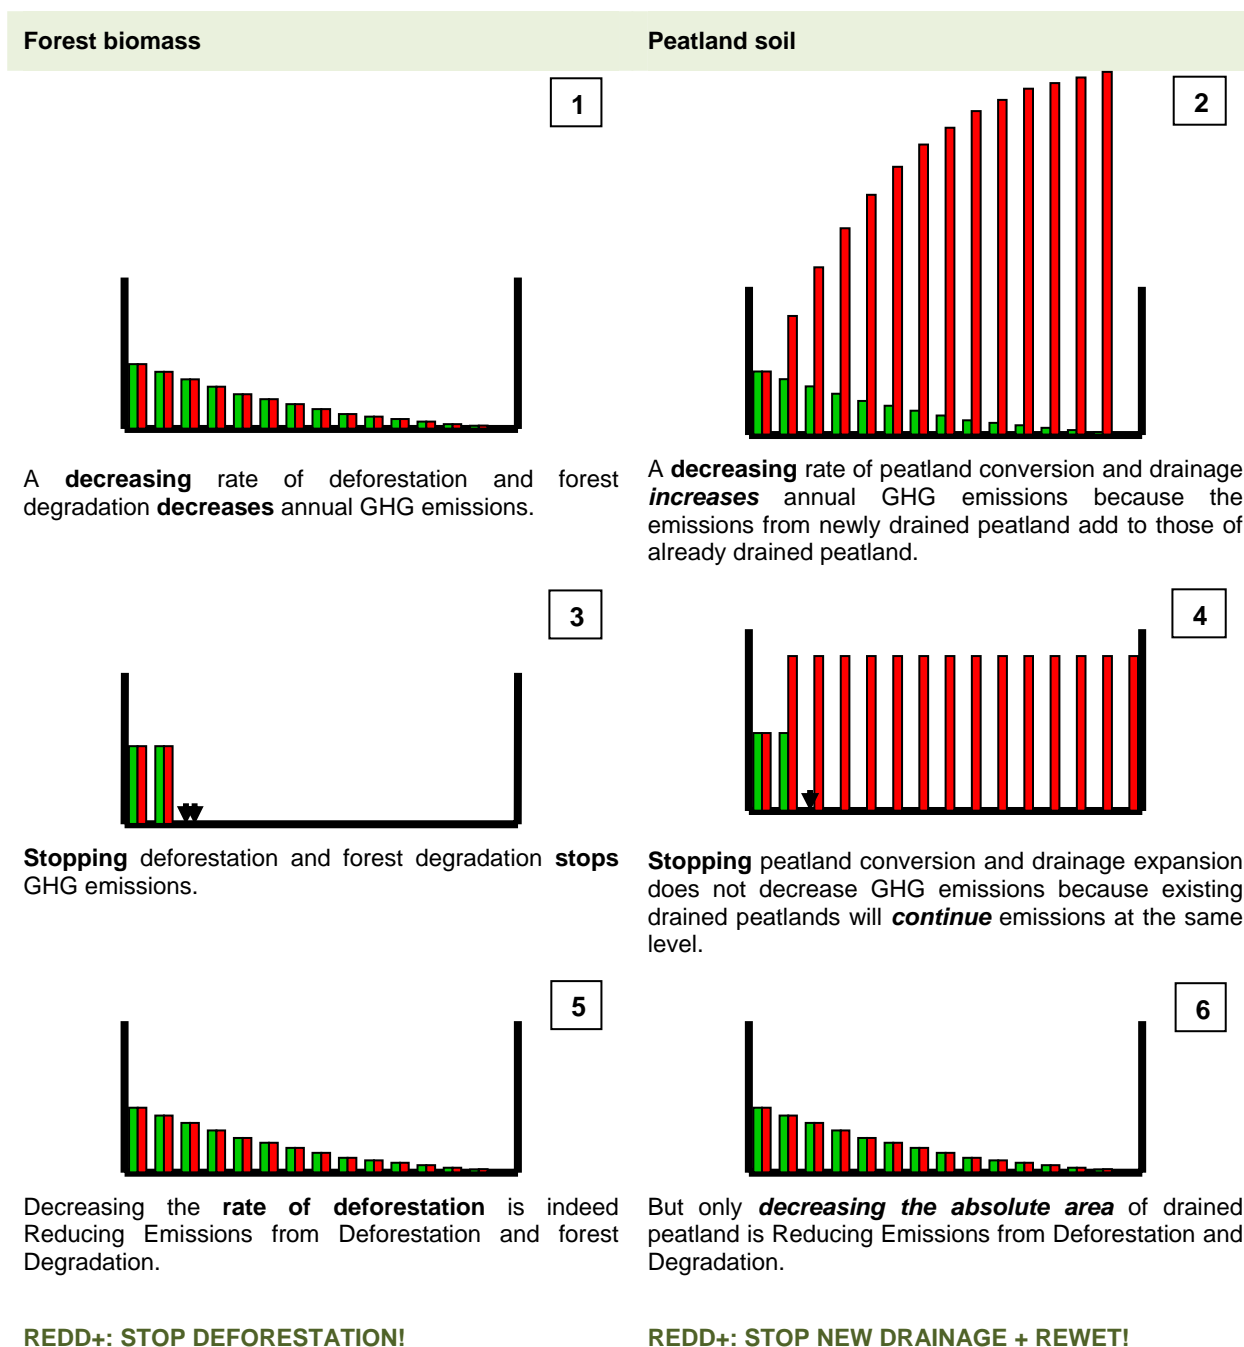 Forest biomass
Peatland soil
1
2
A decreasing rate of deforestation and forest
degradation decreases annual GHG emissions.
A decreasing rate of peatland conversion and drainage
increases annual GHG emissions because the
emissions from newly drained peatland add to those of
already drained peatland.
3
4
Stopping deforestation and forest degradation stops
GHG emissions.
Stopping peatland conversion and drainage expansion
does not decrease GHG emissions because existing
drained peatlands will continue emissions at the same
level.
5
6
Decreasing the rate of deforestation is indeed
Reducing Emissions from Deforestation and forest
Degradation.
But only decreasing the absolute area of drained
peatland is Reducing Emissions from Deforestation and
Degradation.
REDD+: STOP DEFORESTATION!
REDD+: STOP NEW DRAINAGE + REWET!